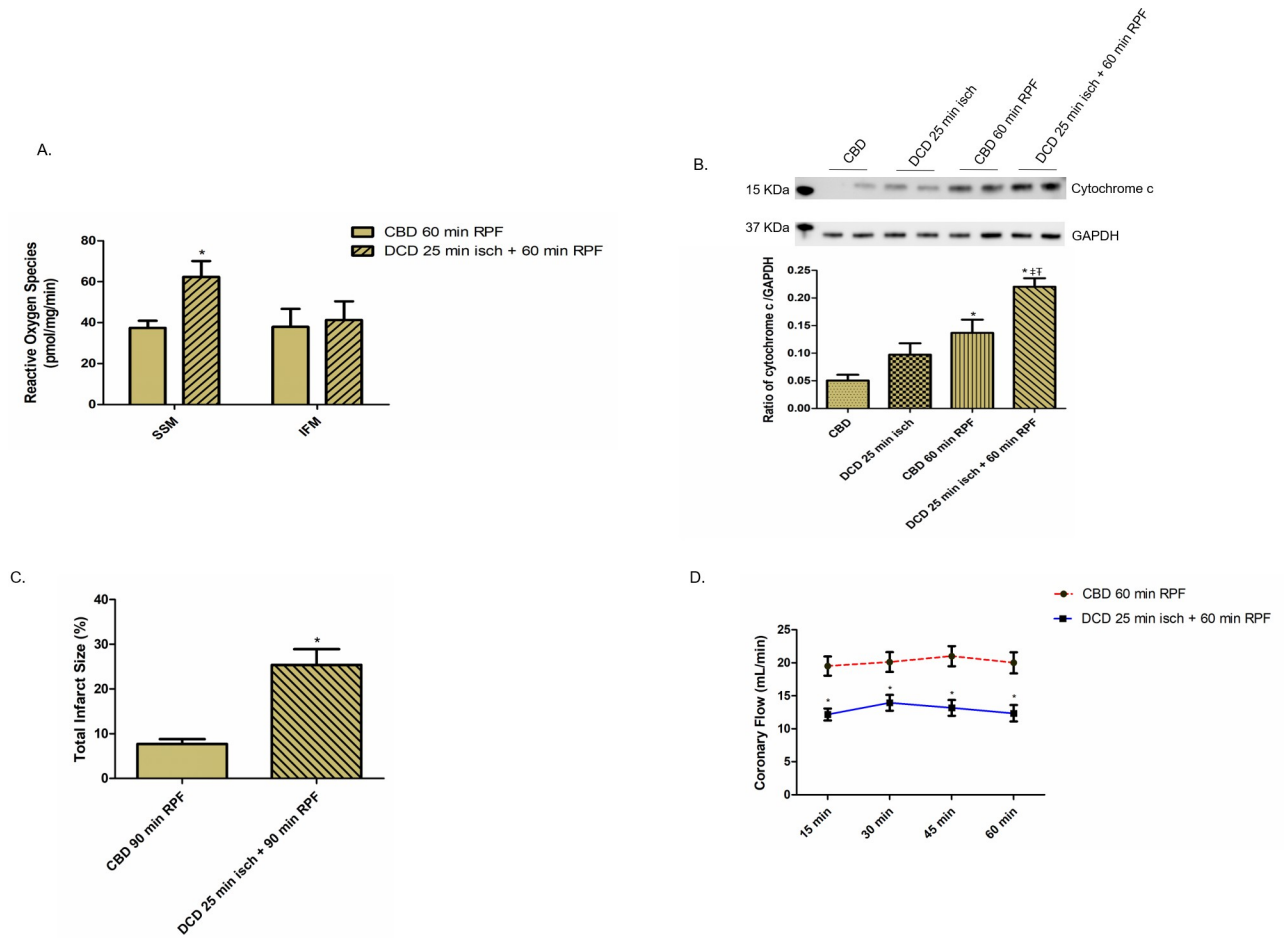 A.
CBD 60 min RPF
DCD 25 min isch + 60 min RPF
Reactive Oxygen Species
(pmol/mg/min)
80
60
40
20
0
*
SSM
IFM
B.
CBD
DCD 25 min isch
CBD 60 min RPF
DCD 25 min isch + 60 min RPF
15 KDa
Cytochrome c
37 KDa
GAPDH
Ratio of cytochrome c /GAPDH
0.25
0.20
0.15
0.10
0.05
0.00
*
* ‡Ŧ
CBD
DCD 25 min isch
CBD 60 min RPF
DCD 25 min isch + 60 min RPF
C.
Total Infarct Size (%)
40
30
20
10
0
*
CBD 90 min RPF
DCD 25 min isch + 90 min RPF
D.
CBD 60 min RPF
DCD 25 min isch + 60 min RPF
Coronary Flow (mL/min)
25
20
15
10
5
0
* * * *
15 min
30 min
45 min
60 min